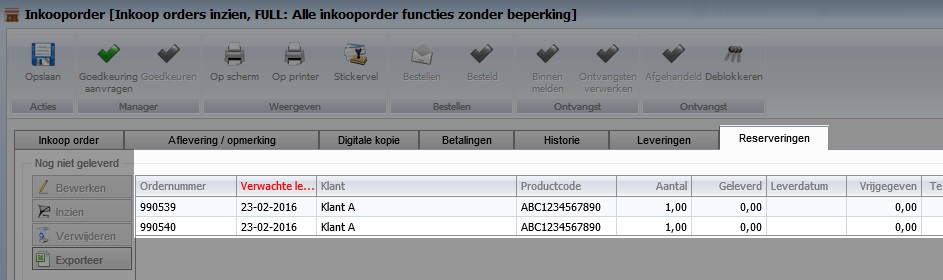 Inkooporder [Inkoop orders inzien, FULL: Alle inkooporder functies zonder beperking]
Opslaan Goedkeuring aanvragen Goedkeuren Op scherm Op printer Stickervel Bestellen Besteld Binnen melden Ontvangsten verwerken Afgehandeld Deblokkeren
Acties Manager Weergeven Bestellen Ontvangst Ontvangst
Inkoop order Aflevering / opmerking Digitale kopie Betalingen Historie Leveringen Reserveringen
Nog niet geleverd
Bewerken
Inzien
Verwijderen
Exporteer
Ordernummer Verwachte le... Klant Productcode Aantal Geleverd Leverdatum Vrijgegeven Te
990539 23-02-2016 Klant A ABC1234567890 1,00 0,00 0,00
990540 23-02-2016 Klant A ABC1234567890 1,00 0,00 0,00